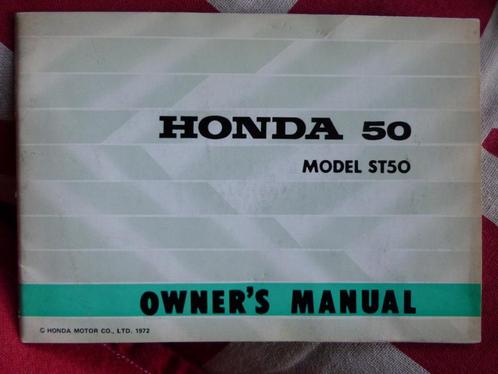 HONDA 50
MODEL ST50
OWNER'S MANUAL
© HONDA MOTOR CO., LTD. 1972